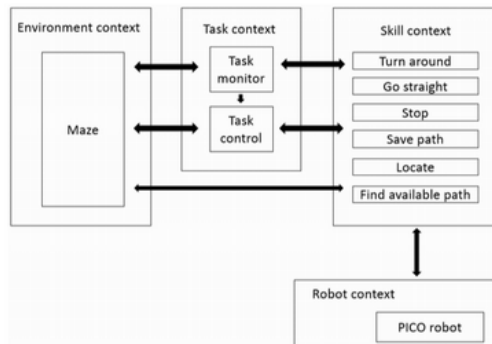 Environment context
Maze
Task context
Task
monitor
Task
control
Skill context
Turn around
Go straight
Stop
Save path
Locate
Find available path
Robot context
PICO robot